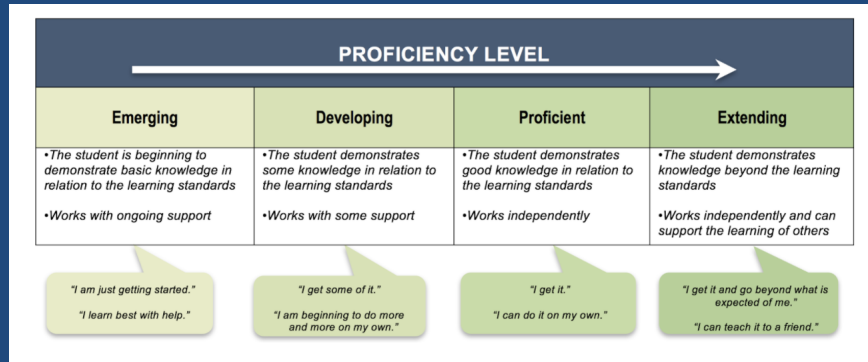 PROFICIENCY LEVEL
Emerging
Developing
Proficient
Extending
•The student is beginning to
demonstrate basic knowledge in
relation to the learning standards
•Works with ongoing support
•The student demonstrates
some knowledge in relation to
the learning standards
•Works with some support
•The student demonstrates
good knowledge in relation to
the learning standards
•Works independently
•The student demonstrates
knowledge beyond the learning
standards
•Works independently and can
support the learning of others
“I am just getting started.”
“I learn best with help.”
“I get some of it.”
“I am beginning to do more
and more on my own.”
“I get it.”
“I can do it on my own.”
“I get it and go beyond what is
expected of me.”
“I can teach it to a friend.”